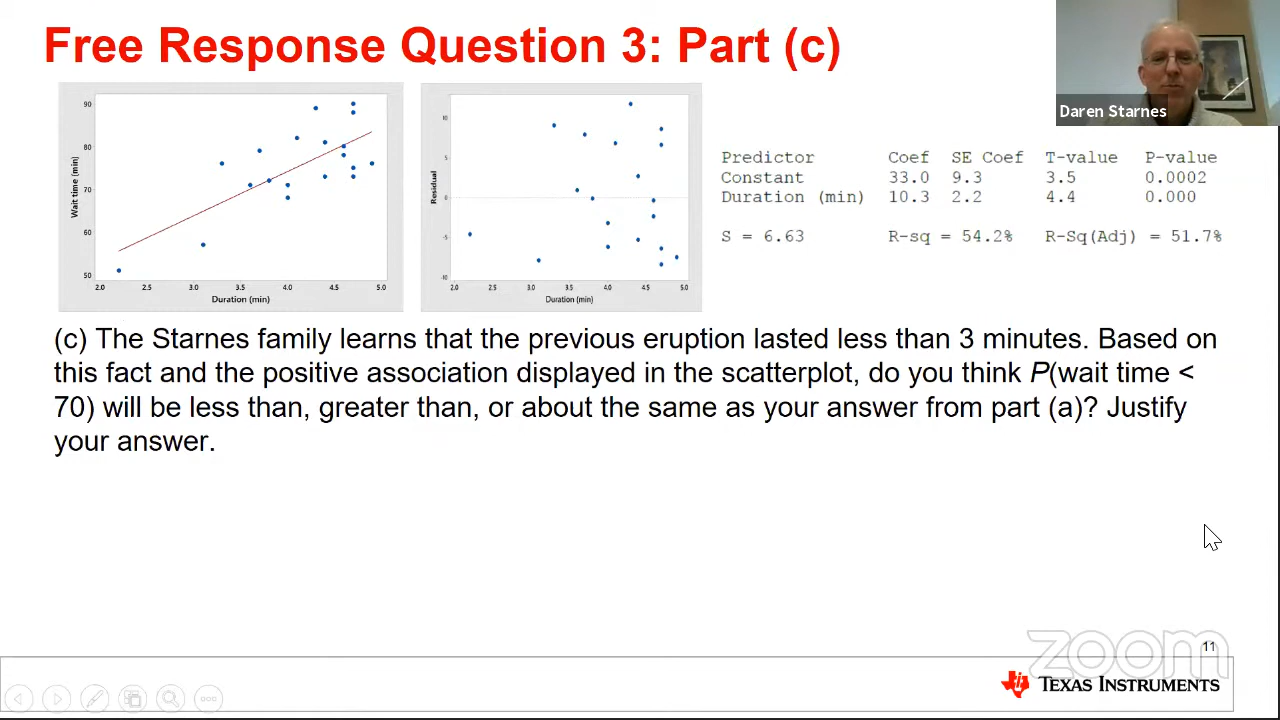 Free Response Question 3: Part (c)
Daren Starnes
90
80
70
60
50
Wait time (min)
2.0 2.5 3.0 3.5 4.0 4.5 5.0
Duration (min)
10
5
0
-5
-10
Residual
2.0 2.5 3.0 3.5 4.0 4.5 5.0
Duration (min)
Predictor Coef SE Coef T-value P-value
Constant 33.0 9.3 3.5 0.0002
Duration (min) 10.3 2.2 4.4 0.000
S = 6.63 R-sq = 54.2% R-Sq(Adj) = 51.7%
(c) The Starnes family learns that the previous eruption lasted less than 3 minutes. Based on
this fact and the positive association displayed in the scatterplot, do you think P(wait time <
70) will be less than, greater than, or about the same as your answer from part (a)? Justify
your answer.
zoom
11
TEXAS INSTRUMENTS